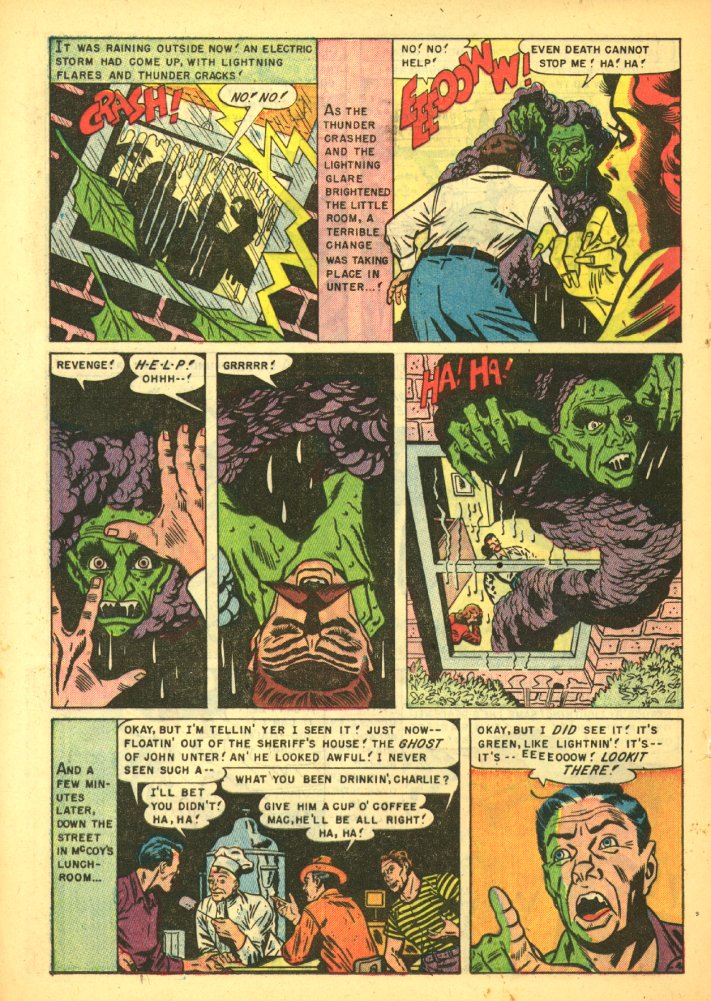 IT WAS RAINING OUTSIDE NOW! AN ELECTRIC
STORM HAD COME UP, WITH LIGHTNING
FLARES AND THUNDER CRACKS!
CRASH!
NO! NO!
AS THE
THUNDER
CRASHED
AND THE
LIGHTNING
GLARE
BRIGHTENED
THE LITTLE
ROOM, A
TERRIBLE
CHANGE
WAS TAKING
PLACE IN
UNTER...!
NO! NO!
HELP!
EEEOOWW!
EVEN DEATH CANNOT
STOP ME! HA! HA!
REVENGE!
H-E-L-P!
OHHH--!
GRRRRR!
HA! HA!
AND A
FEW MIN-
UTES
LATER,
DOWN THE
STREET
IN McCOY'S
LUNCH-
ROOM...
OKAY, BUT I'M TELLIN' YER I SEEN IT! JUST NOW--
FLOATIN' OUT OF THE SHERIFF'S HOUSE! THE GHOST
OF JOHN UNTER! AN' HE LOOKED AWFUL! I NEVER
SEEN SUCH A--
WHAT YOU BEEN DRINKIN', CHARLIE?
I'LL BET
YOU DIDN'T!
HA, HA!
GIVE HIM A CUP O' COFFEE
MAC, HE'LL BE ALL RIGHT!
HA, HA!
OKAY, BUT I DID SEE IT! IT'S
GREEN, LIKE LIGHTNIN'! IT'S--
IT'S-- EEEEOOOW! LOOKIT
THERE!